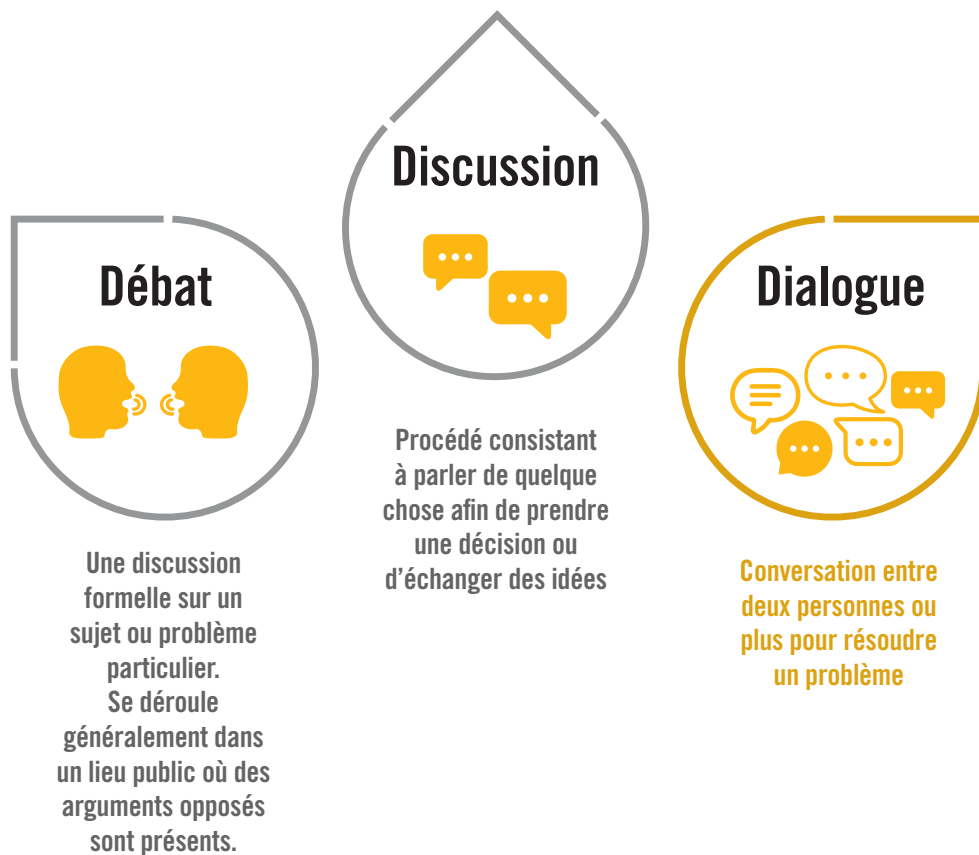 Débat
Une discussion
formelle sur un
sujet ou problème
particulier.
Se déroule
généralement dans
un lieu public où des
arguments opposés
sont présents.
Discussion
Procédé consistant
à parler de quelque
chose afin de prendre
une décision ou
d’échanger des idées
Dialogue
Conversation entre
deux personnes ou
plus pour résoudre
un problème